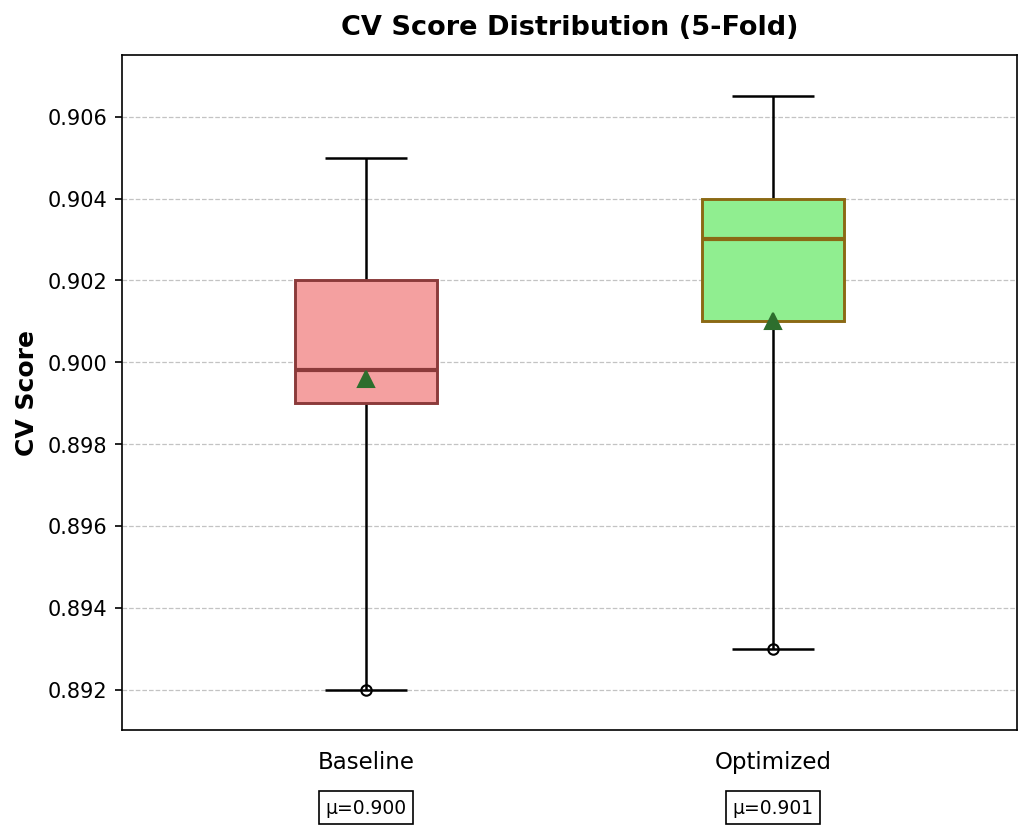 CV Score Distribution (5-Fold)
CV Score
0.906
0.904
0.902
0.900
0.898
0.896
0.894
0.892
Baseline
Optimized
μ=0.900
μ=0.901